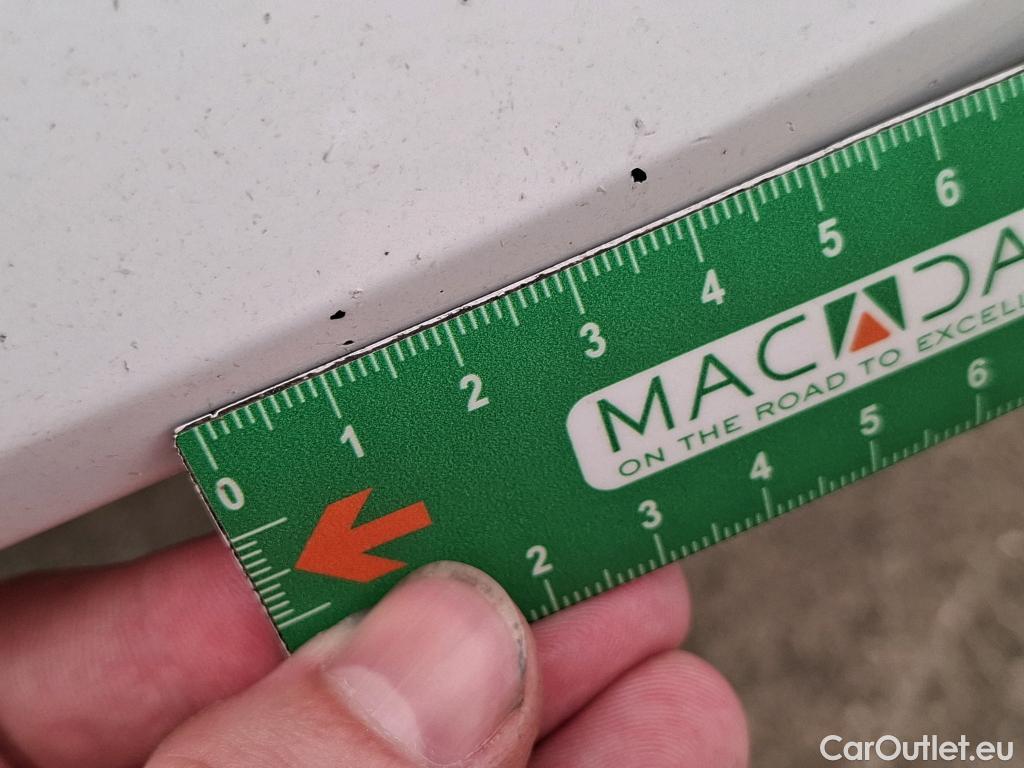 0 1 2 3 4 5 6
MACADA
ON THE ROAD TO EXCELL
2 3 4 5 6
CarOutlet.eu